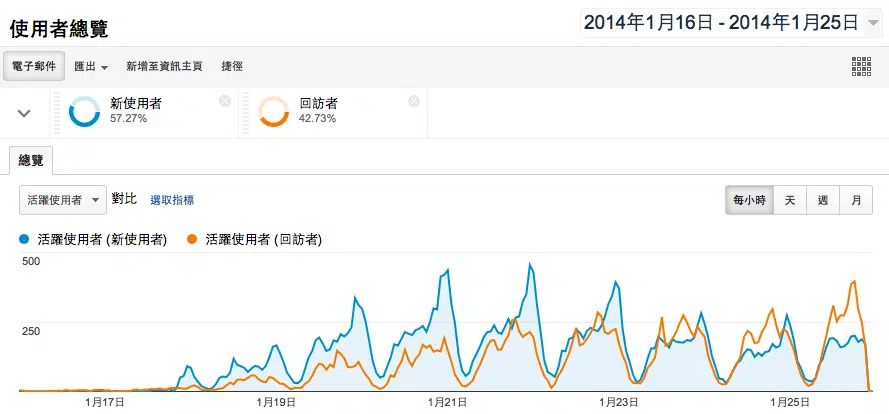 使用者總覽
2014年1月16日 - 2014年1月25日
電子郵件 匯出 新增至資訊主頁 捷徑
新使用者
57.27%
回訪者
42.73%
總覽
活躍使用者 對比 選取指標
每小時 天 週 月
活躍使用者 (新使用者) 活躍使用者 (回訪者)
500
250
1月17日 1月19日 1月21日 1月23日 1月25日